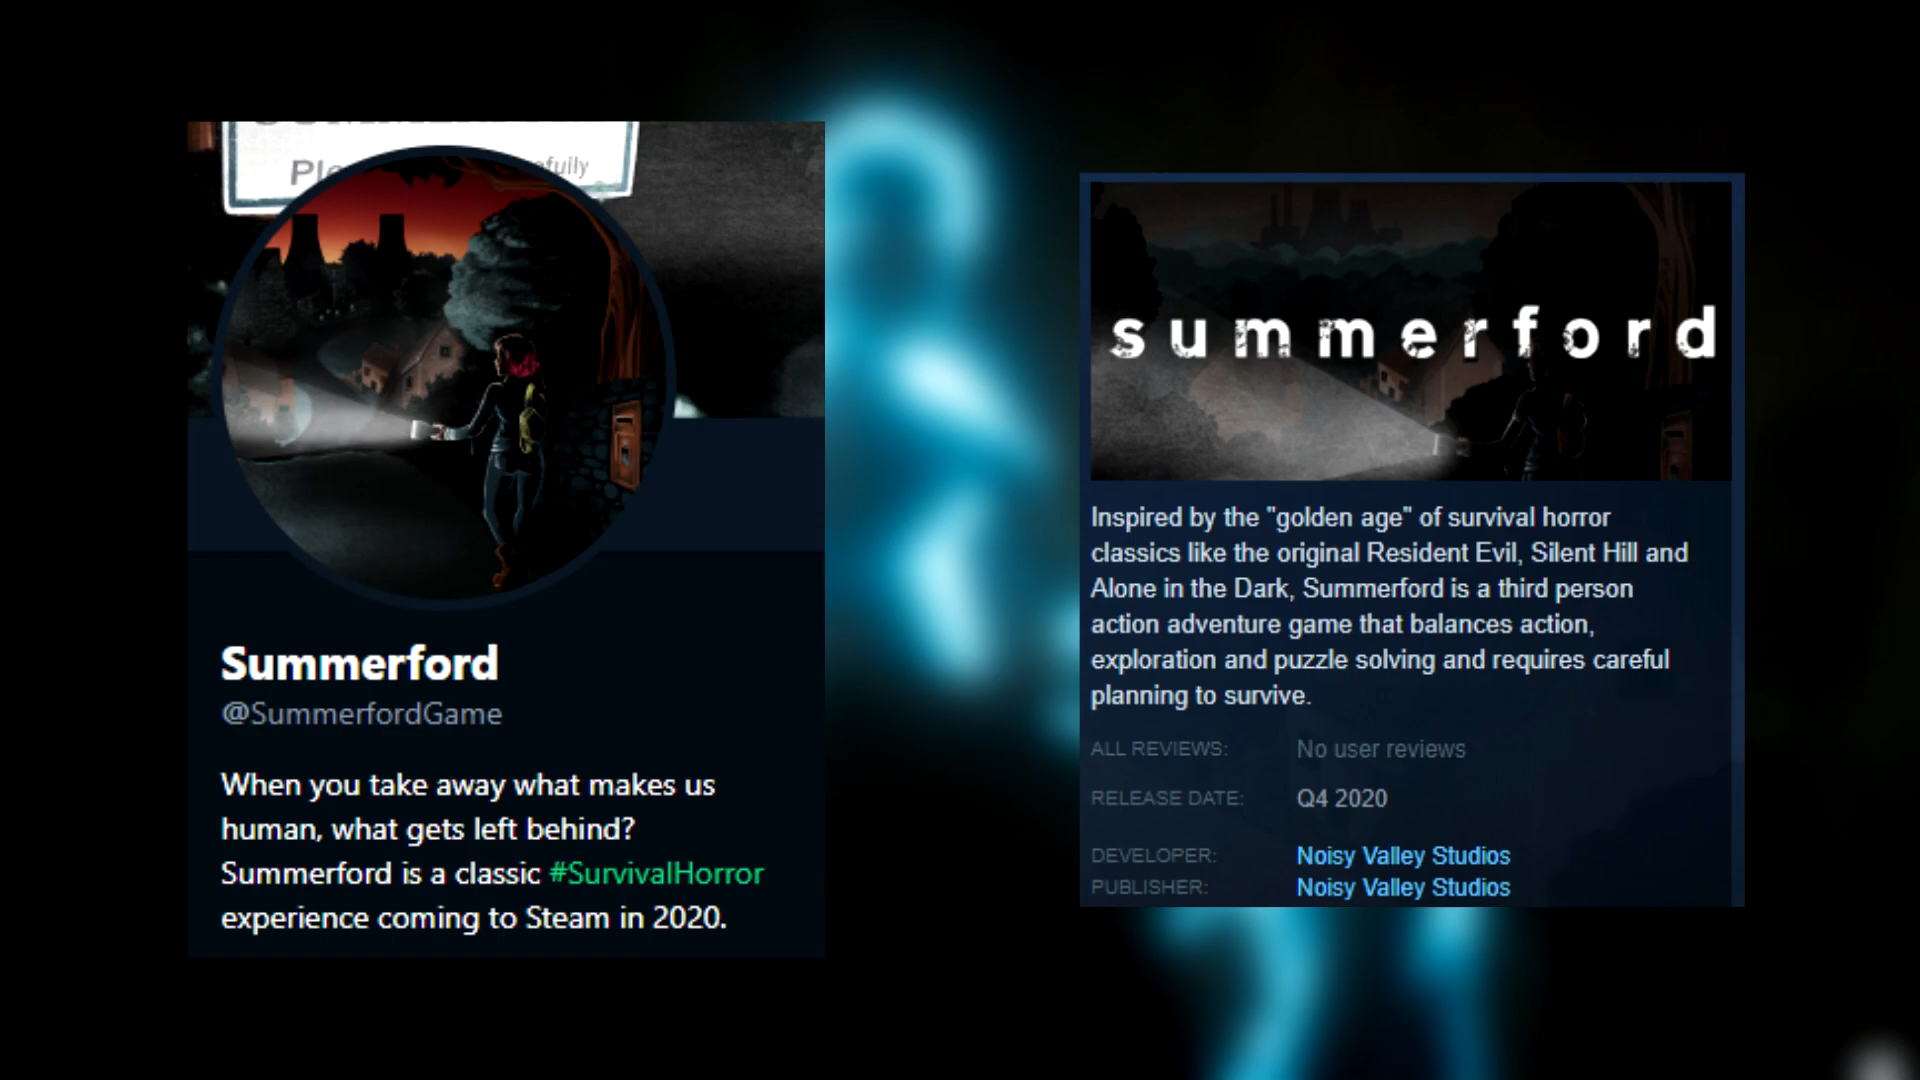 efully
Summerford
@SummerfordGame
When you take away what makes us
human, what gets left behind?
Summerford is a classic #SurvivalHorror
experience coming to Steam in 2020.
summerford
Inspired by the "golden age" of survival horror
classics like the original Resident Evil, Silent Hill and
Alone in the Dark, Summerford is a third person
action adventure game that balances action,
exploration and puzzle solving and requires careful
planning to survive.
ALL REVIEWS: No user reviews
RELEASE DATE: Q4 2020
DEVELOPER: Noisy Valley Studios
PUBLISHER: Noisy Valley Studios